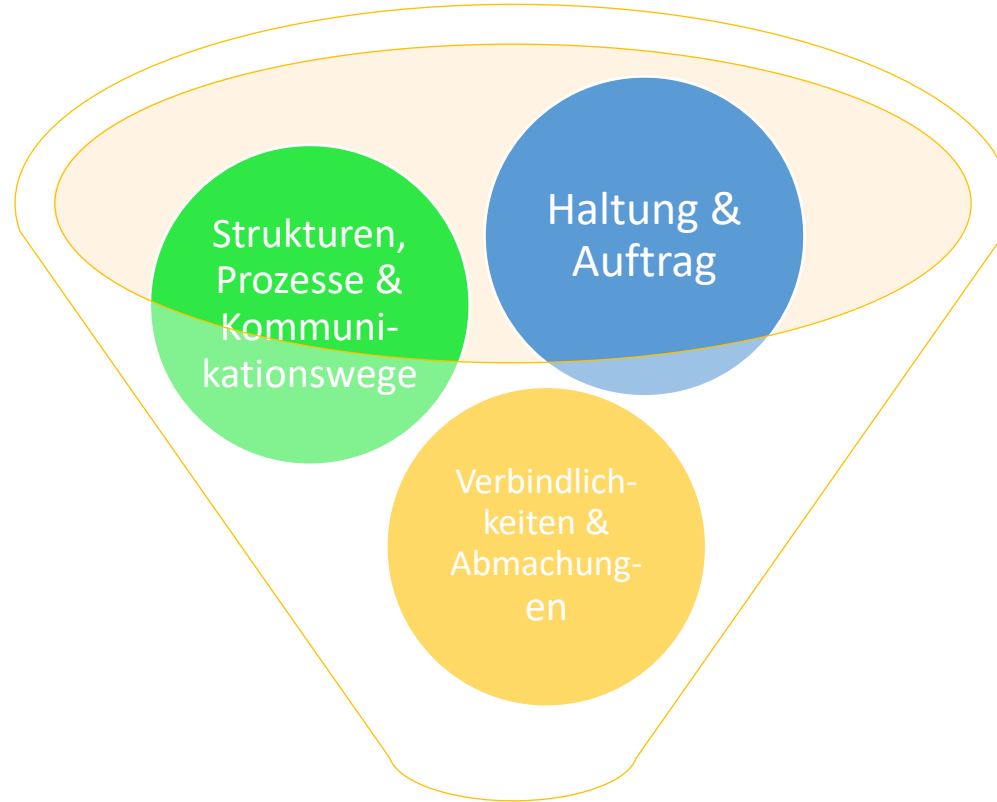 Strukturen,
Prozesse &
Kommuni-
kationswege
Haltung &
Auftrag
Verbindlich-
keiten &
Abmachung-
en